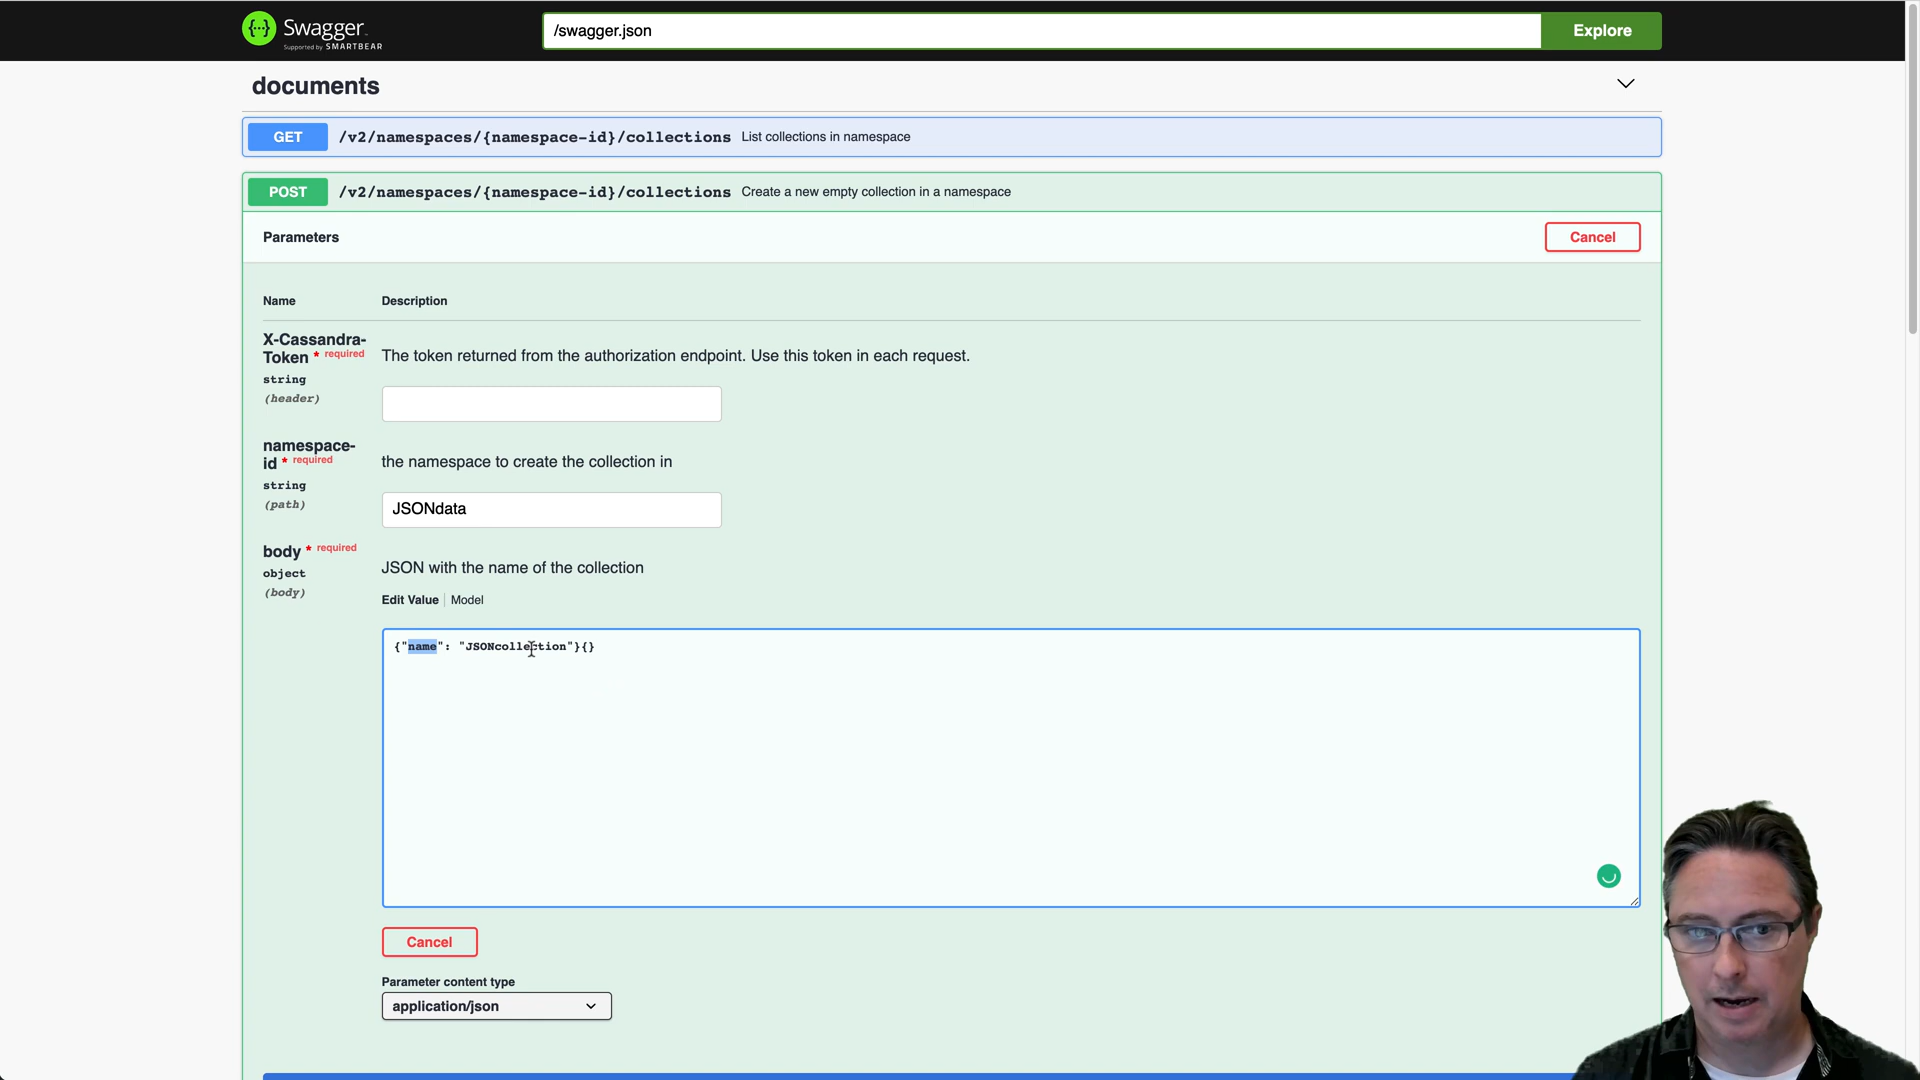 Swagger
Supported by SMARTBEAR
/swagger.json
Explore
documents
GET /v2/namespaces/{namespace-id}/collections List collections in namespace
POST /v2/namespaces/{namespace-id}/collections Create a new empty collection in a namespace
Parameters
Cancel
Name Description
X-Cassandra-
Token * required
string
(header)
The token returned from the authorization endpoint. Use this token in each request.
namespace-
id * required
string
(path)
the namespace to create the collection in
JSONdata
body * required
object
(body)
JSON with the name of the collection
Edit Value | Model
{"name": "JSONcollection"}{}
Cancel
Parameter content type
application/json